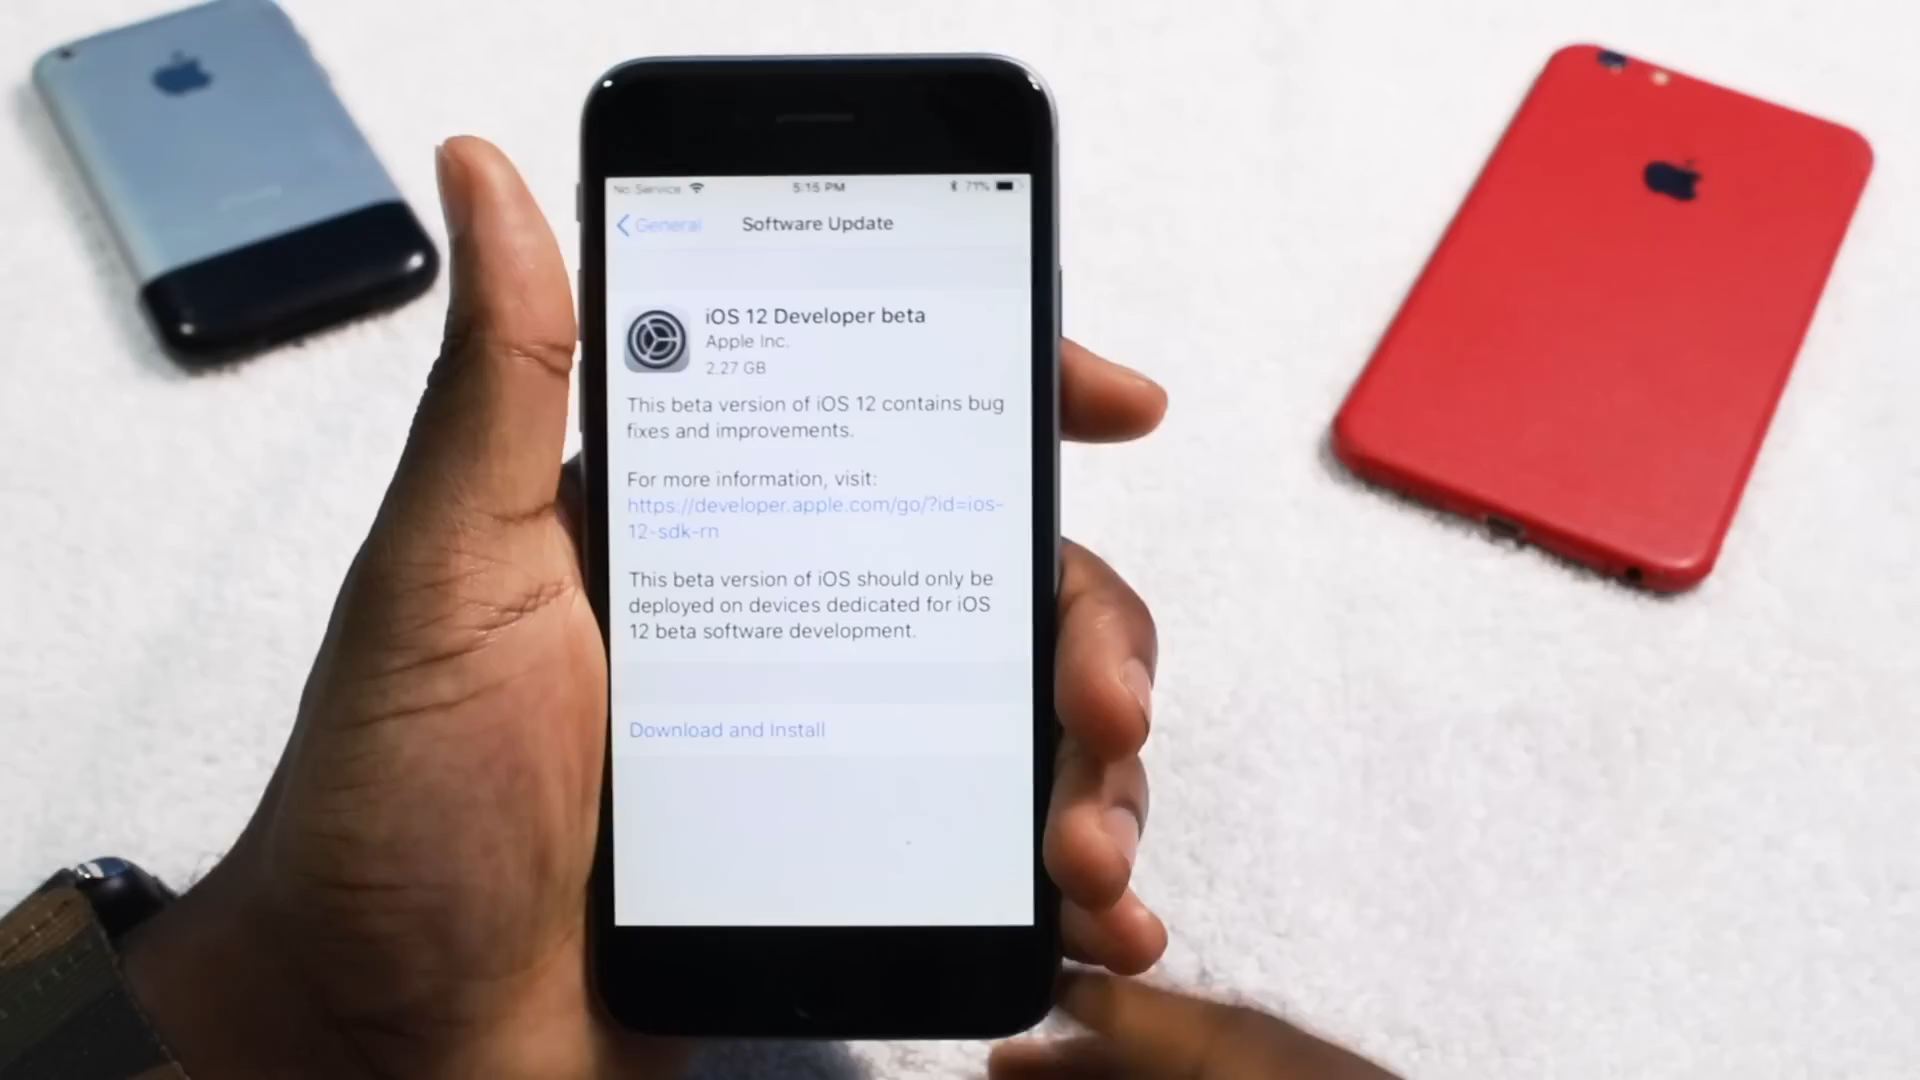 No Service 5:15 PM 71%
General Software Update
iOS 12 Developer beta
Apple Inc.
2.27 GB
This beta version of iOS 12 contains bug
fixes and improvements.
For more information, visit:
https://developer.apple.com/go/?id=ios-
12-sdk-rn
This beta version of iOS should only be
deployed on devices dedicated for iOS
12 beta software development.
Download and Install